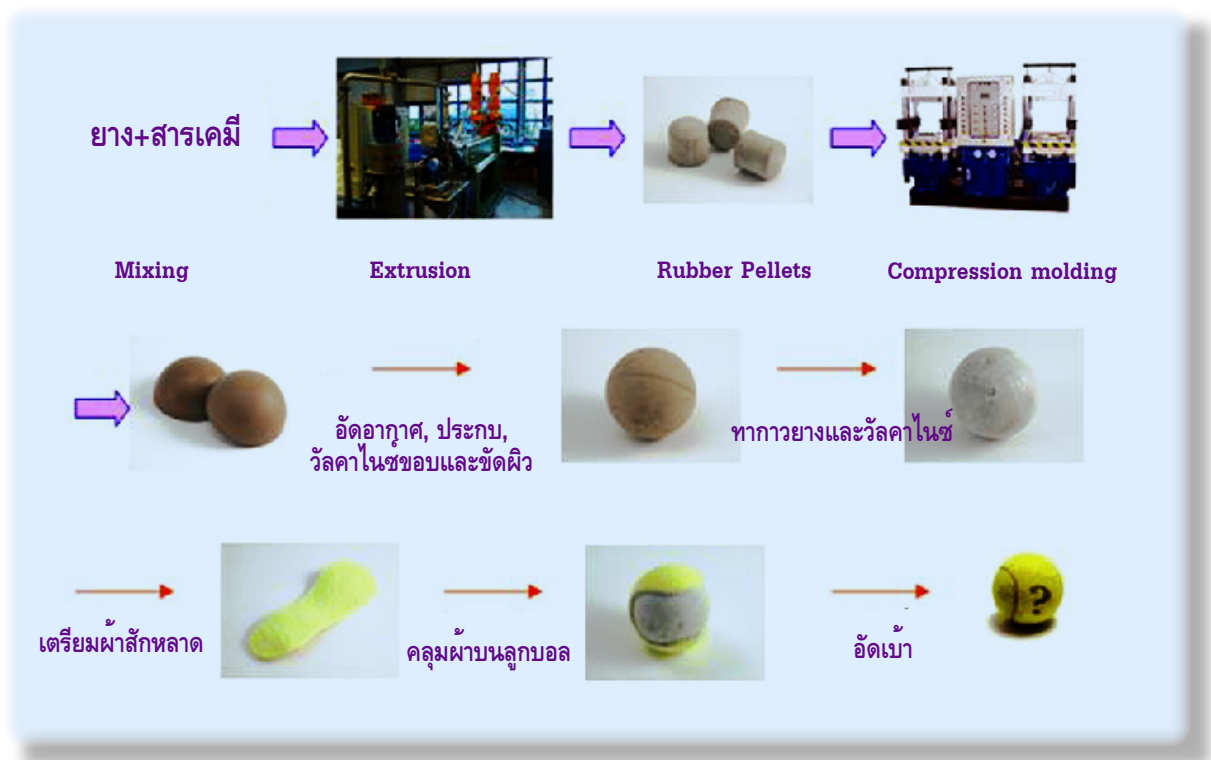 ยาง+สารเคมี
Mixing
Extrusion
Rubber Pellets
Compression molding
อัดอากาศ, ประกบ,
วัลคาไนซ์ขอบและขัดผิว
ทากาวยางและวัลคาไนซ์
เตรียมผ้าสักหลาด
คลุมผ้าบนลูกบอล
อัดเบ้า
?